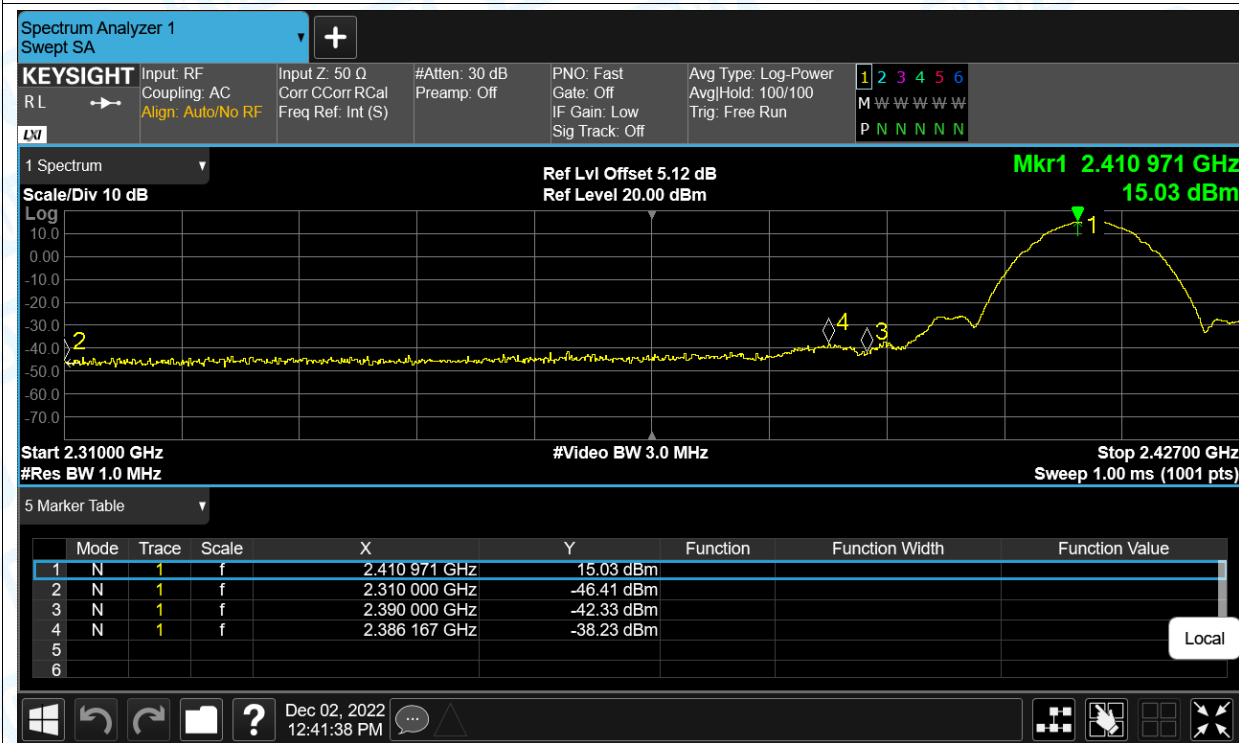 Spectrum Analyzer 1
Swept SA
+
KEYSIGHT Input: RF Input Z: 50 Ω #Atten: 30 dB PNO: Fast Avg Type: Log-Power 1 2 3 4 5 6
R L Coupling: AC Corr CCorr RCal Preamp: Off Gate: Off Avg|Hold: 100/100 M W W W W W
Align: Auto/No RF Freq Ref: Int (S) IF Gain: Low Trig: Free Run
LXI Sig Track: Off P N N N N N
1 Spectrum Ref Lvl Offset 5.12 dB Mkr1 2.410 971 GHz
Scale/Div 10 dB Ref Level 20.00 dBm 15.03 dBm
Log
10.0 1
0.00
-10.0
-20.0
-30.0 4 3
-40.0 2
-50.0
-60.0
-70.0
Start 2.31000 GHz #Video BW 3.0 MHz Stop 2.42700 GHz
#Res BW 1.0 MHz Sweep 1.00 ms (1001 pts)
5 Marker Table
Mode Trace Scale X Y Function Function Width Function Value
1 N 1 f 2.410 971 GHz 15.03 dBm
2 N 1 f 2.310 000 GHz -46.41 dBm
3 N 1 f 2.390 000 GHz -42.33 dBm
4 N 1 f 2.386 167 GHz -38.23 dBm
5
6
Local
? Dec 02, 2022
12:41:38 PM